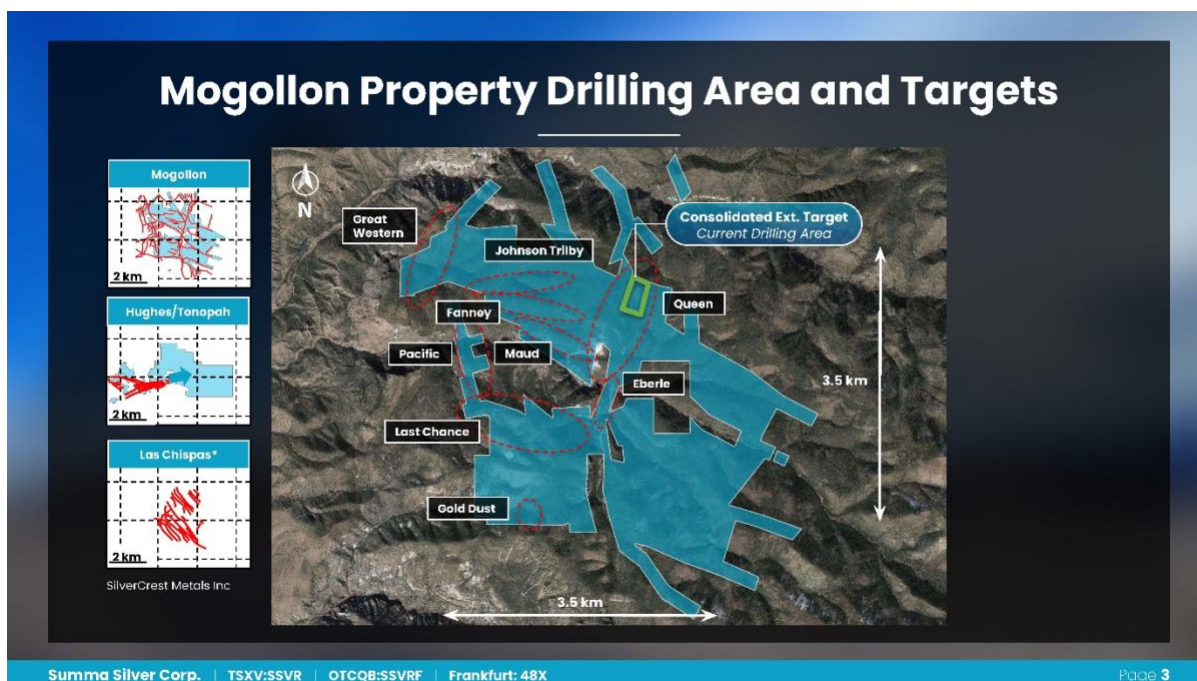 Mogollon Property Drilling Area and Targets
Mogollon
2 km
Hughes/Tonopah
2 km
Las Chispas*
2 km
SilverCrest Metals Inc
N
Great
Western
Johnson Trilby
Consolidated Ext. Target
Current Drilling Area
Fanney
Queen
Pacific
Maud
Eberle
3.5 km
Last Chance
Gold Dust
3.5 km
Summa Silver Corp. | TSXV:SSVR | OTCQB:SSVRF | Frankfurt: 48X
Page 3